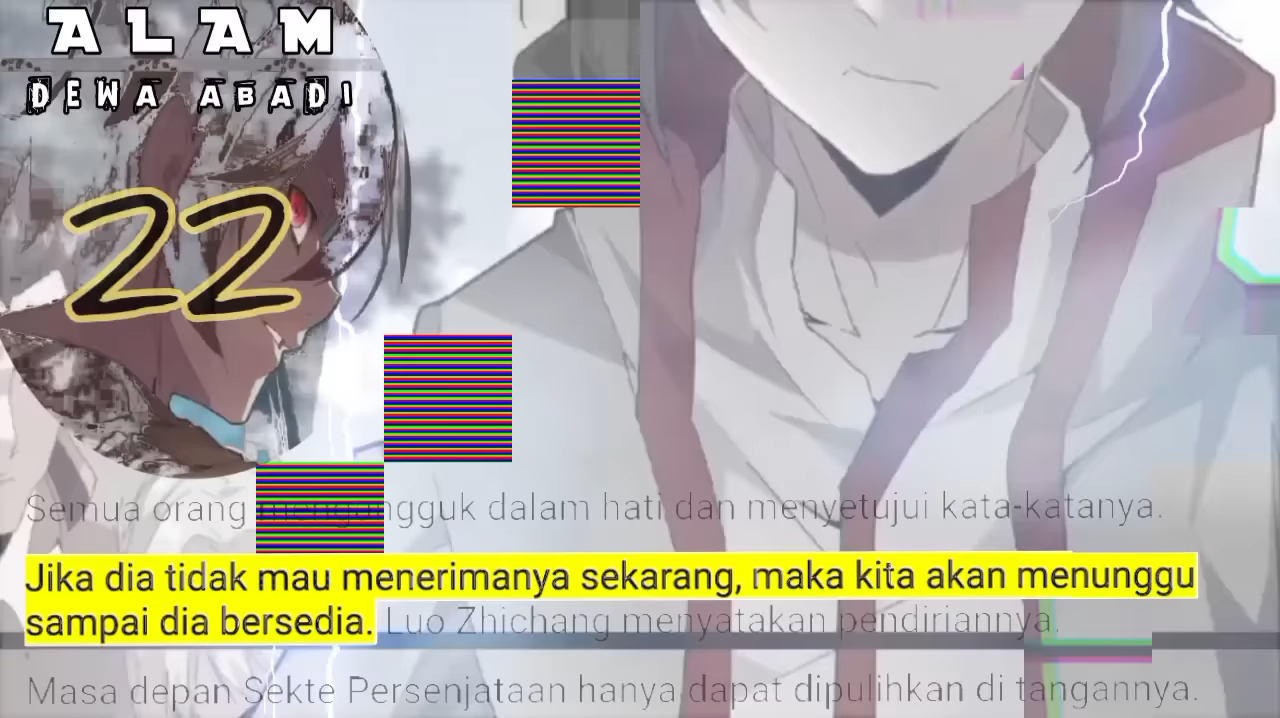 ALAM
DEWA ABADI
22
Semua orang mengangguk dalam hati dan menyetujui kata-katanya.
Jika dia tidak mau menerimanya sekarang, maka kita akan menunggu
sampai dia bersedia. Luo Zhichang menyatakan pendiriannya.
Masa depan Sekte Persenjataan hanya dapat dipulihkan di tangannya.